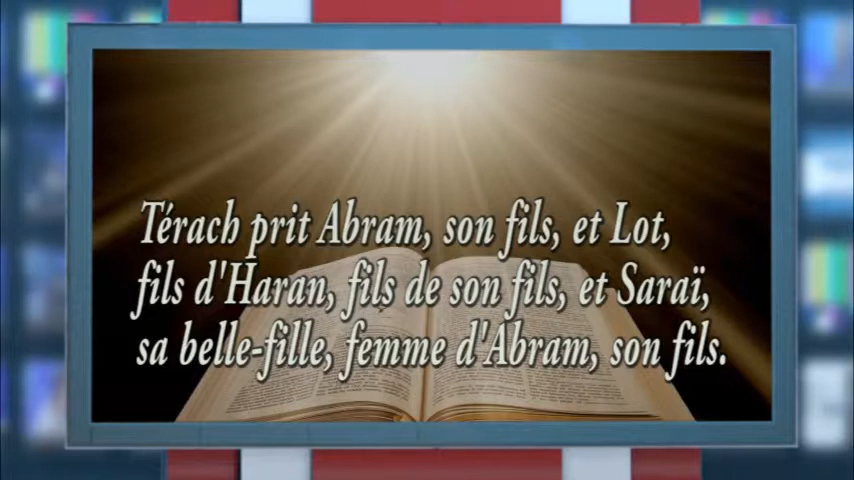 Térach prit Abram, son fils, et Lot,
fils d'Haran, fils de son fils, et Saraï,
sa belle-fille, femme d'Abram, son fils.